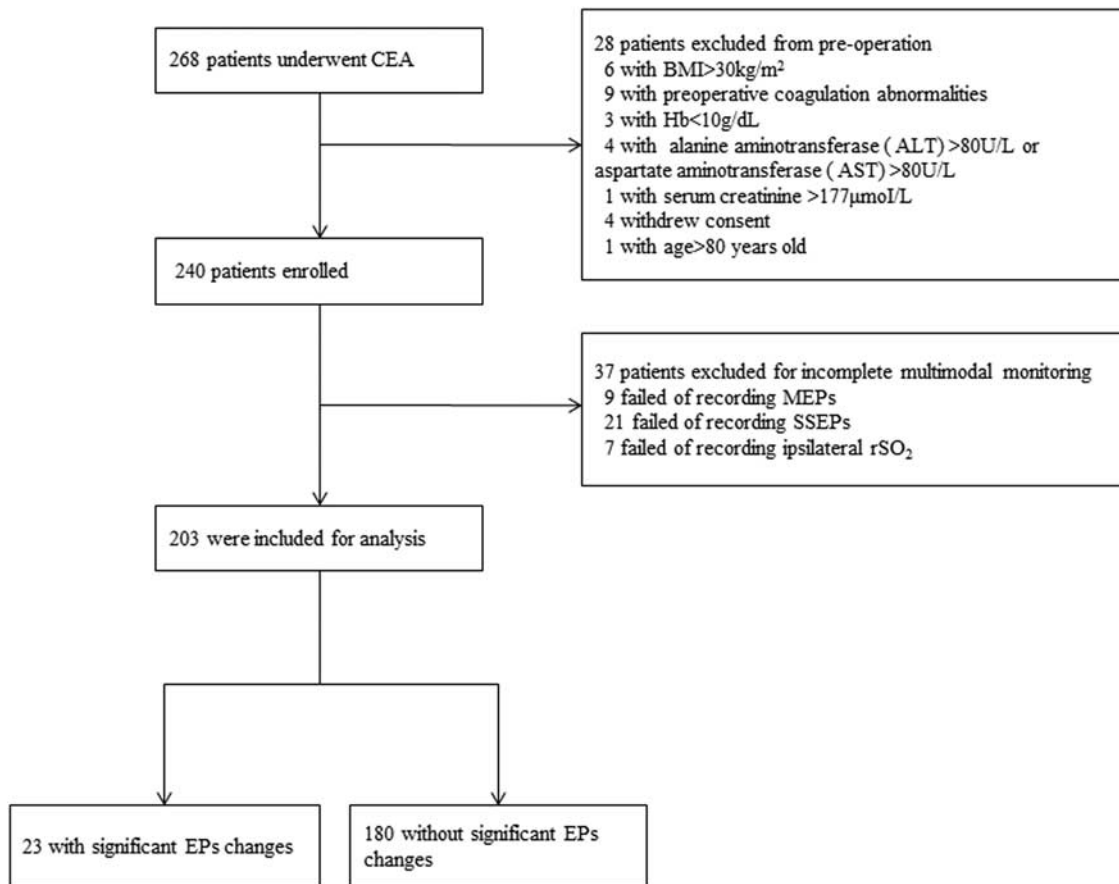 268 patients underwent CEA
28 patients excluded from pre-operation
6 with BMI>30kg/m²
9 with preoperative coagulation abnormalities
3 with Hb<10g/dL
4 with alanine aminotransferase ( ALT) >80U/L or
aspartate aminotransferase ( AST) >80U/L
1 with serum creatinine >177μmoI/L
4 withdrew consent
1 with age>80 years old
240 patients enrolled
37 patients excluded for incomplete multimodal monitoring
9 failed of recording MEPs
21 failed of recording SSEPs
7 failed of recording ipsilateral rSO₂
203 were included for analysis
23 with significant EPs changes
180 without significant EPs
changes